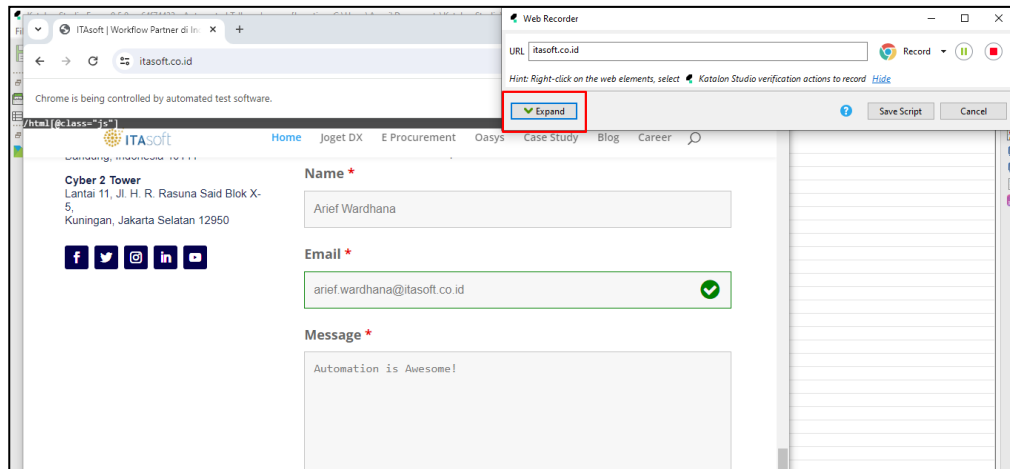 ITAsoft | Workflow Partner di In
itasoft.co.id
Chrome is being controlled by automated test software.
/html[@class="js"]
ITASOft
Home Joget DX E Procurement Oasys Case Study Blog Career
Cyber 2 Tower
Lantai 11, Jl. H. R. Rasuna Said Blok X-
5,
Kuningan, Jakarta Selatan 12950
Name *
Arief Wardhana
Email *
arief.wardhana@itasoft.co.id
Message *
Automation is Awesome!
Web Recorder
URL itasoft.co.id
Record
Hint: Right-click on the web elements, select Katalon Studio verification actions to record Hide
Expand
Save Script
Cancel